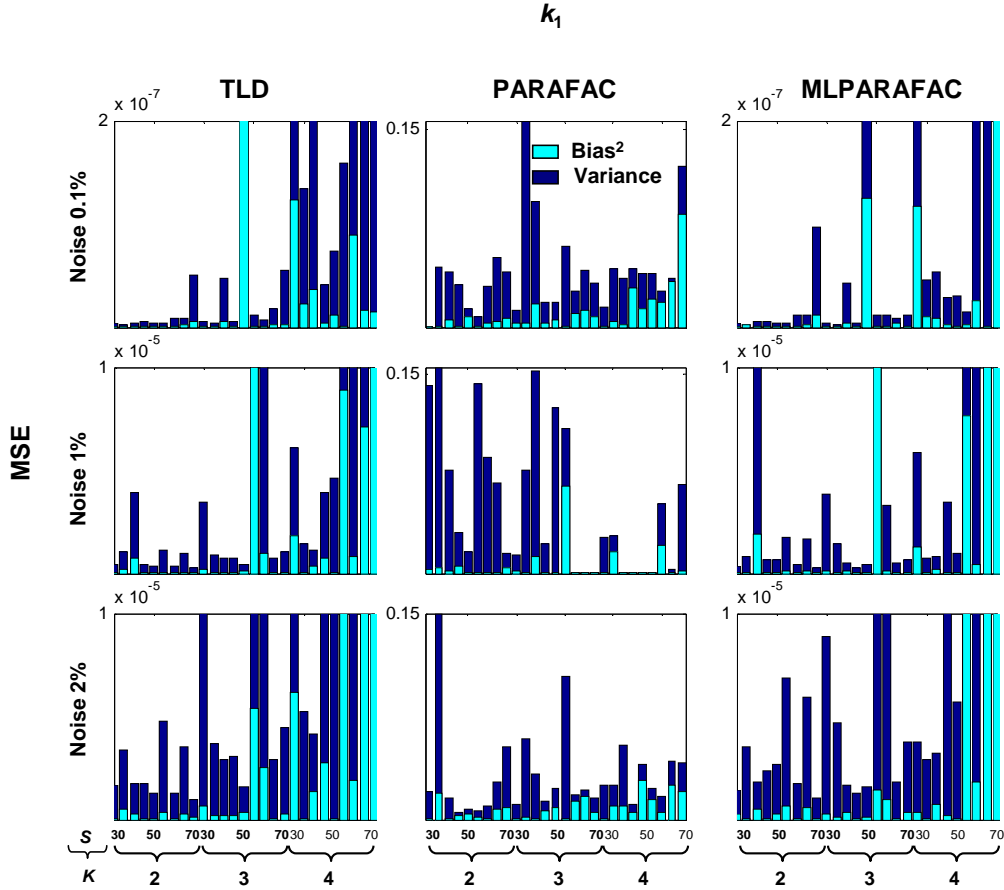 k₁
TLD PARAFAC MLPARAFAC
x 10⁻⁷ x 10⁻⁷
2 0.15 2
Bias²
Variance
Noise 0.1%
x 10⁻⁵ x 10⁻⁵
1 0.15 1
MSE
Noise 1%
x 10⁻⁵ x 10⁻⁵
1 0.15 1
Noise 2%
S 30 50 70 30 50 70 30 50 70 30 50 70 30 50 70 30 50 70 30 50 70 30 50 70 30 50 70
K 2 3 4 2 3 4 2 3 4